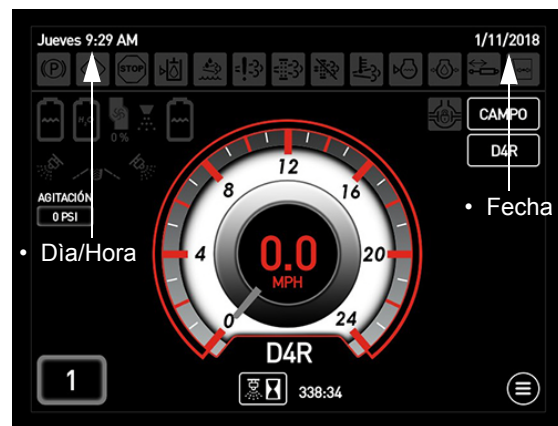 Jueves 9:29 AM
1/11/2018
(P)
STOP
H₂O
0 %
CAMPO
D4R
AGITACIÓN
0 PSI
• Dìa/Hora
• Fecha
0
4
8
12
16
20
24
0.0
MPH
D4R
1
338:34